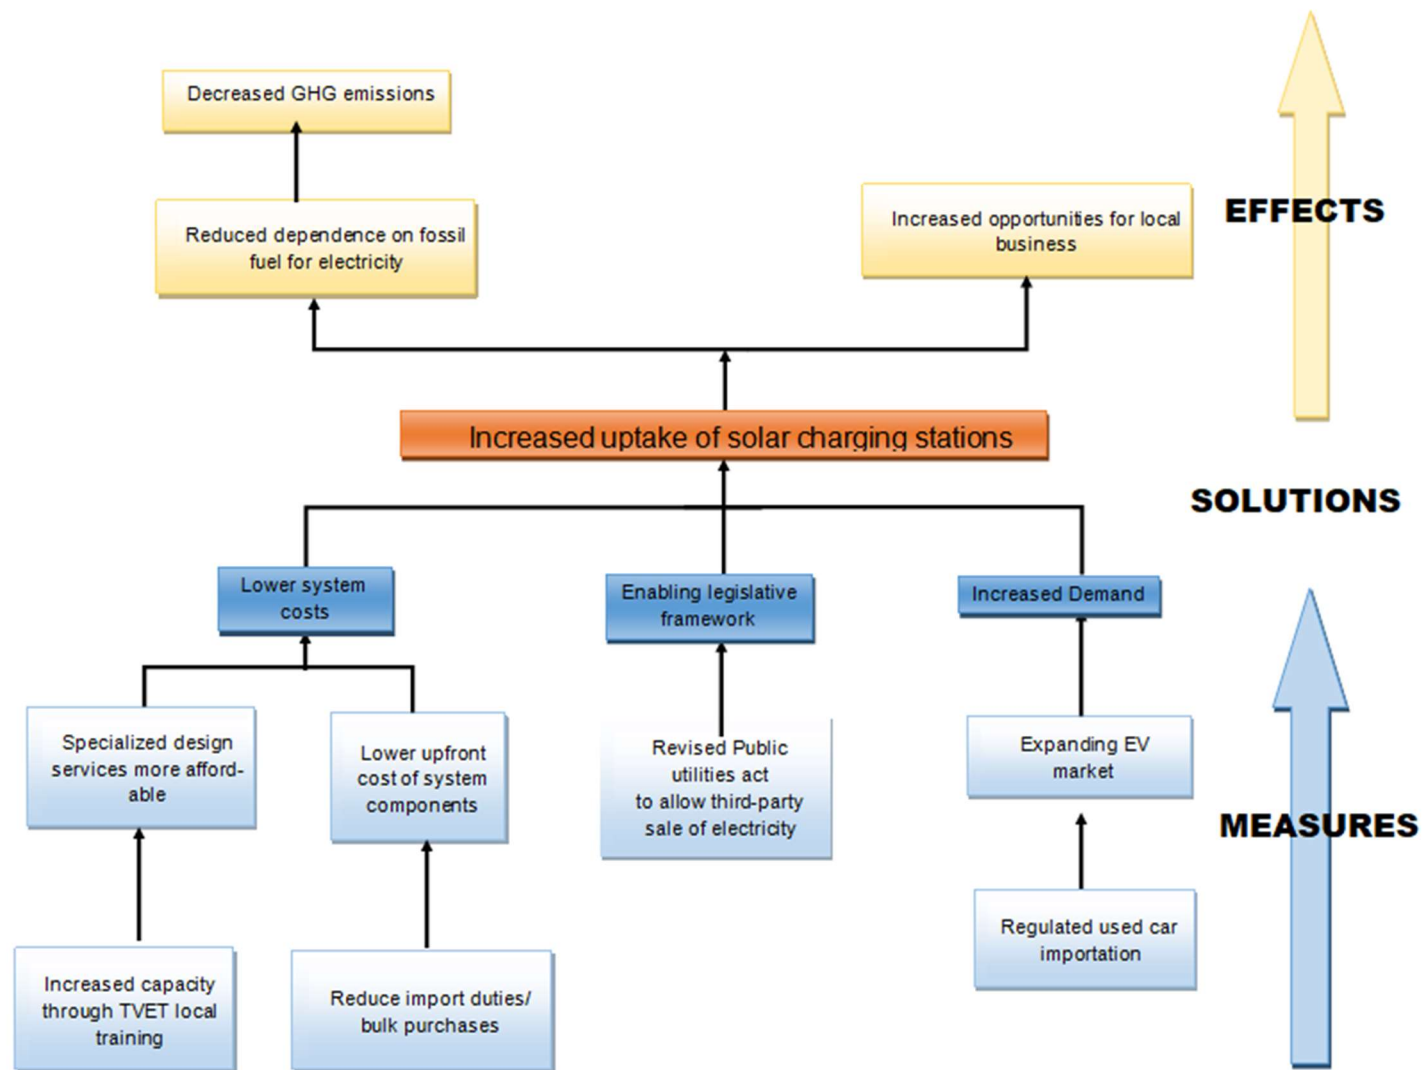 Decreased GHG emissions
Reduced dependence on fossil
fuel for electricity
Increased opportunities for local
business
EFFECTS
Increased uptake of solar charging stations
SOLUTIONS
Lower system
costs
Enabling legislative
framework
Increased Demand
Specialized design
services more afford-
able
Lower upfront
cost of system
components
Revised Public
utilities act
to allow third-party
sale of electricity
Expanding EV
market
MEASURES
Increased capacity
through TVET local
training
Reduce import duties/
bulk purchases
Regulated used car
importation